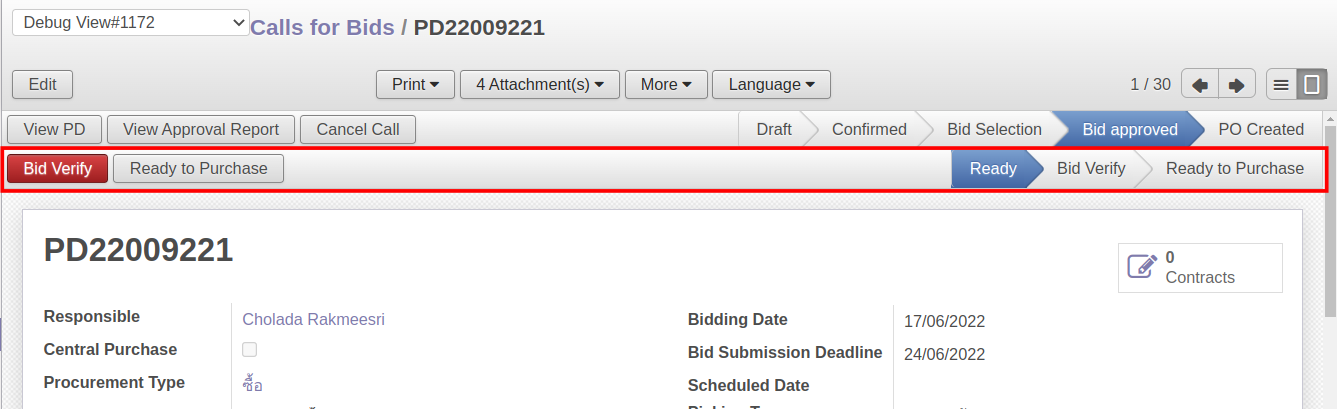 Debug View#1172 Calls for Bids / PD22009221
Edit Print 4 Attachment(s) More Language 1 / 30
View PD View Approval Report Cancel Call Draft Confirmed Bid Selection Bid approved PO Created
Bid Verify Ready to Purchase Ready Bid Verify Ready to Purchase
PD22009221
0
Contracts
Responsible Cholada Rakmeesri Bidding Date 17/06/2022
Central Purchase Bid Submission Deadline 24/06/2022
Procurement Type ซื้อ Scheduled Date